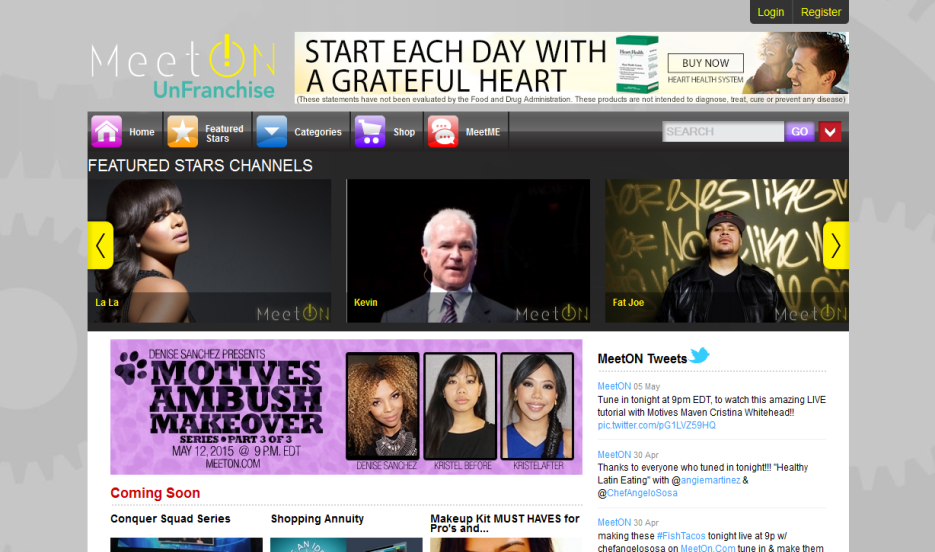 Login Register
MeetON
UnFranchise
START EACH DAY WITH
A GRATEFUL HEART
BUY NOW
HEART HEALTH SYSTEM
(These statements have not been evaluated by the Food and Drug Administration. These products are not intended to diagnose, treat, cure or prevent any disease)
Home
Featured
Stars
Categories
Shop
MeetME
SEARCH
GO
FEATURED STARS CHANNELS
La La
MeetON
Kevin
MeetON
Fat Joe
MeetON
DENISE SANCHEZ PRESENTS
MOTIVES
AMBUSH
MAKEOVER
SERIES • PART 3 OF 3
MAY 12, 2015 @ 9 P.M. EDT
MEETON.COM
DENISE SANCHEZ
KRISTEL BEFORE
KRISTELAFTER
Coming Soon
Conquer Squad Series
Shopping Annuity
Makeup Kit MUST HAVES for
Pro's and...
MeetON Tweets
MeetON 05 May
Tune in tonight at 9pm EDT, to watch this amazing LIVE
tutorial with Motives Maven Cristina Whitehead!!
pic.twitter.com/pG1LVZ59HQ
MeetON 30 Apr
Thanks to everyone who tuned in tonight!!! "Healthy
Latin Eating" with @angiemartinez &
@ChefAngeloSosa
MeetON 30 Apr
making these #FishTacos tonight live at 9p w/
chefangelososa on MeetOn.Com tune in & make them